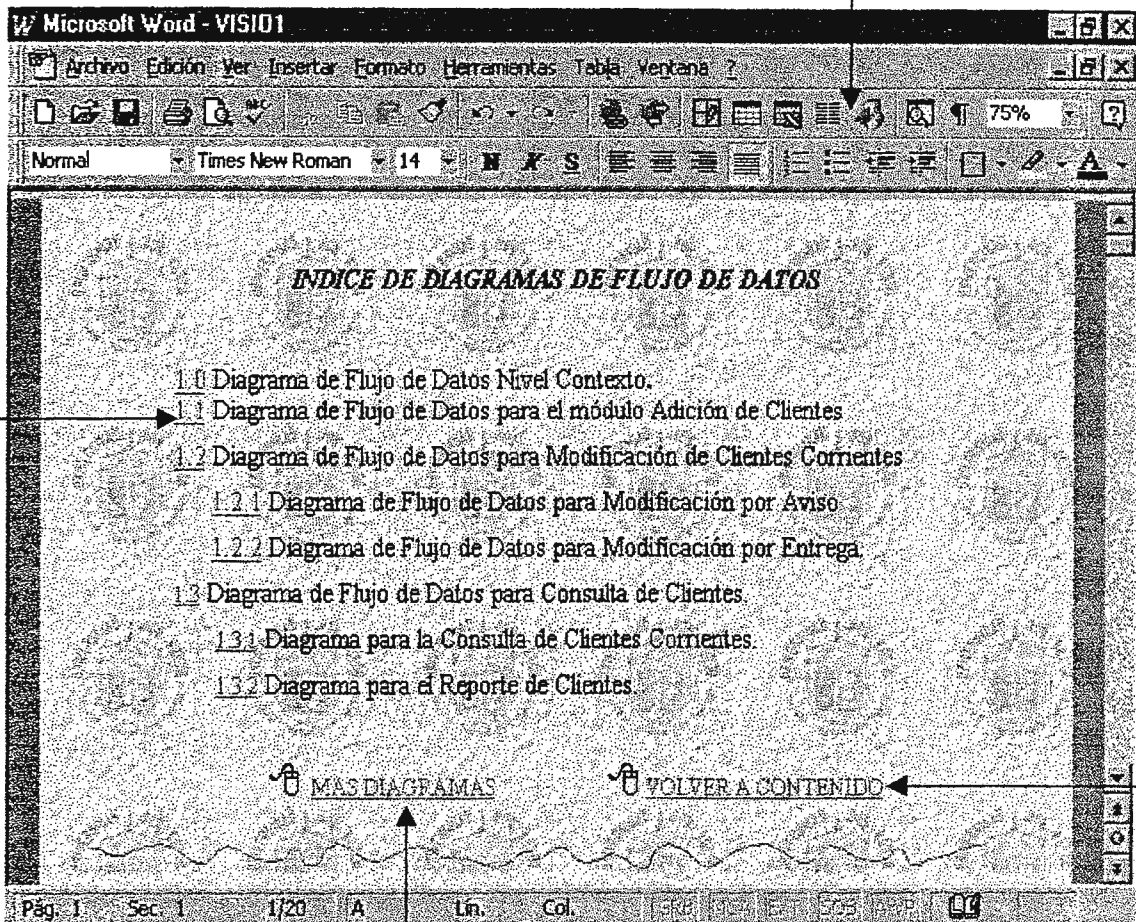 Microsoft Word - VISIO1
Archivo Edición Ver Insertar Formato Herramientas Tabla Ventana ?
75%
Normal Times New Roman 14 N K S A
INDICE DE DIAGRAMAS DE FLUJO DE DATOS
1.0 Diagrama de Flujo de Datos Nivel Contexto.
1.1 Diagrama de Flujo de Datos para el módulo Adición de Clientes
1.2 Diagrama de Flujo de Datos para Modificación de Clientes Corrientes
1.2.1 Diagrama de Flujo de Datos para Modificación por Aviso
1.2.2 Diagrama de Flujo de Datos para Modificación por Entrega.
1.3 Diagrama de Flujo de Datos para Consulta de Clientes.
1.3.1 Diagrama para la Consulta de Clientes Corrientes.
1.3.2 Diagrama para el Reporte de Clientes.
MAS DIAGRAMAS VOLVER A CONTENIDO
Pág. 1 Sec. 1 1/20 A Lín. Col.